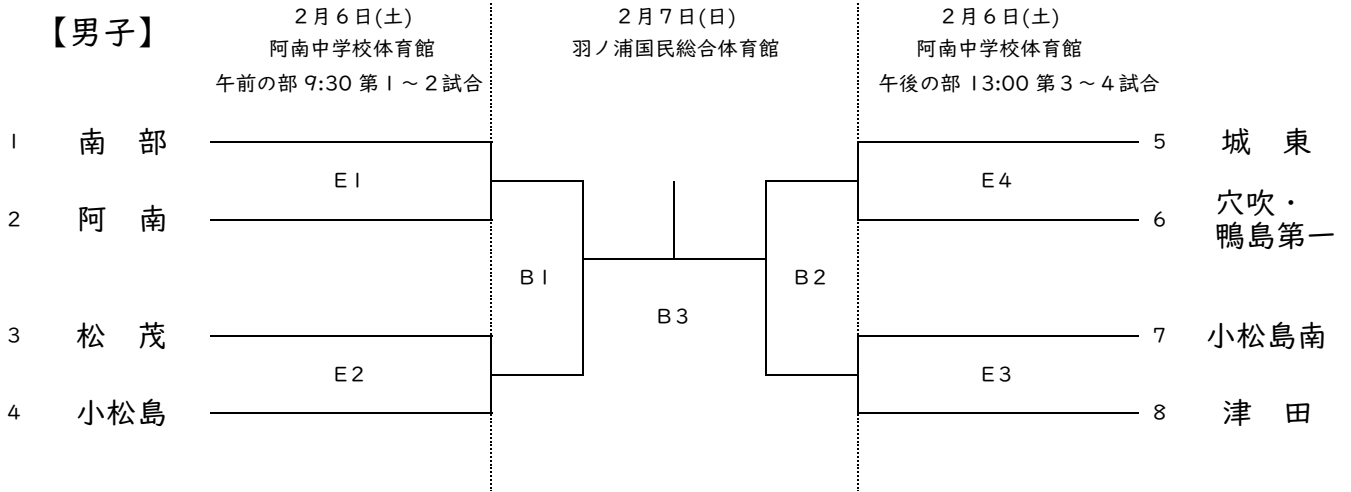 【男子】
2月6日(土)
阿南中学校体育館
午前の部 9:30 第1～2試合
2月7日(日)
羽ノ浦国民総合体育館
2月6日(土)
阿南中学校体育館
午後の部 13:00 第3～4試合
1 南 部
E1
2 阿 南
B1
3 松 茂
E2
4 小松島
B3
5 城 東
E4
6 穴吹・
鴨島第一
B2
7 小松島南
E3
8 津 田